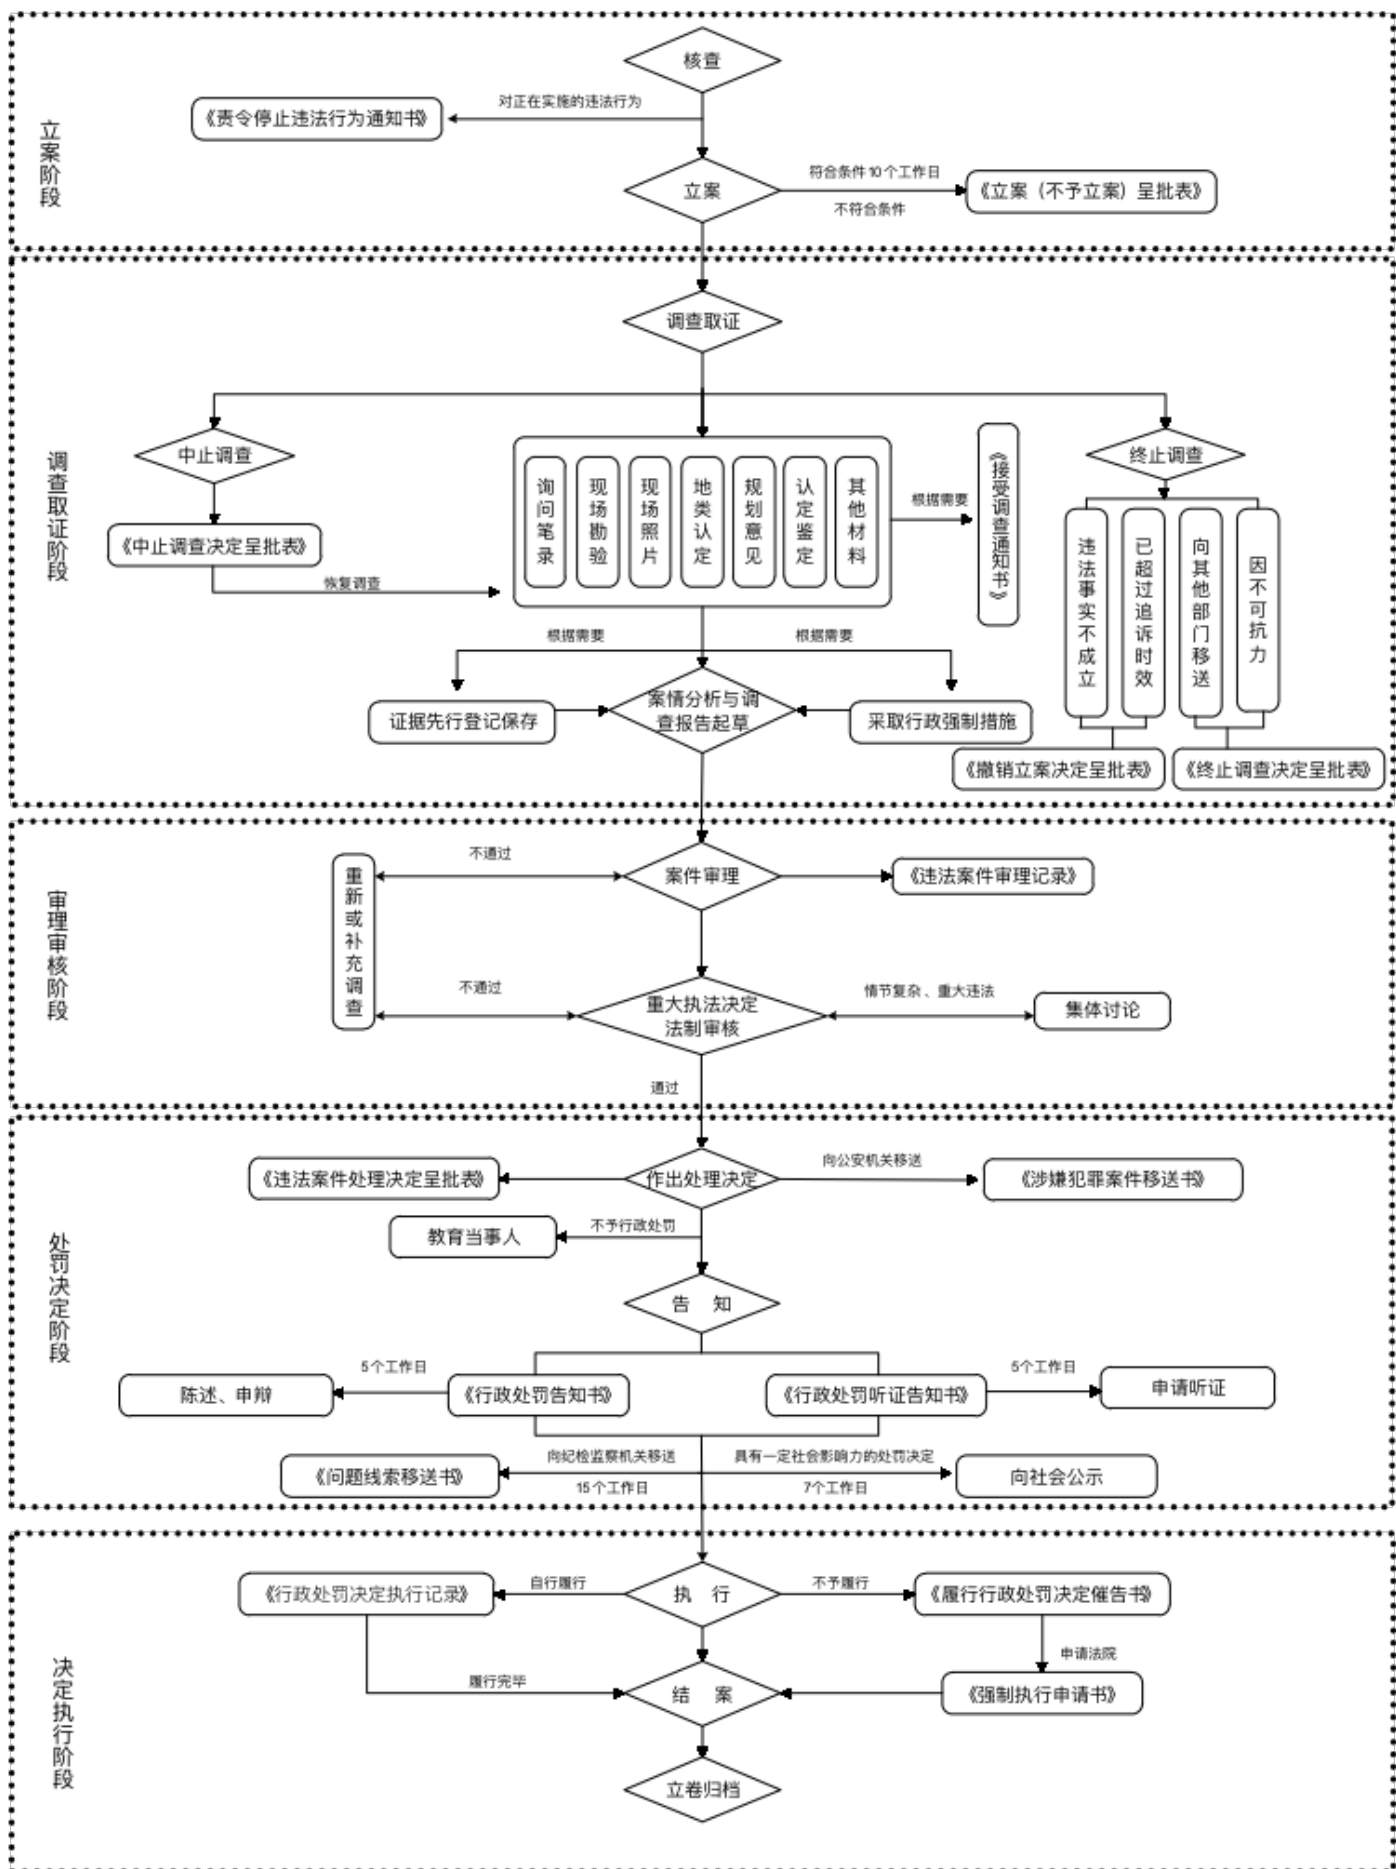 立案阶段
核查
对正在实施的违法行为
《责令停止违法行为通知书》
立案
符合条件10个工作日
不符合条件
《立案（不予立案）呈批表》
调查取证阶段
调查取证
中止调查
《中止调查决定呈批表》
恢复调查
询问笔录
现场勘验
现场照片
地类认定
规划意见
认定鉴定
其他材料
根据需要
《接受调查通知书》
终止调查
违法事实不成立
已超过追诉时效
向其他部门移送
因不可抗力
《撤销立案决定呈批表》
《终止调查决定呈批表》
根据需要
根据需要
证据先行登记保存
案情分析与调
查报告起草
采取行政强制措施
审理审核阶段
不通过
重新或补充调查
案件审理
《违法案件审理记录》
不通过
重大执法决定
法制审核
情节复杂、重大违法
集体讨论
通过
处罚决定阶段
《违法案件处理决定呈批表》
作出处理决定
向公安机关移送
《涉嫌犯罪案件移送书》
不予行政处罚
教育当事人
告 知
陈述、申辩
5个工作日
《行政处罚告知书》
《行政处罚听证告知书》
5个工作日
申请听证
《问题线索移送书》
向纪检监察机关移送
15个工作日
具有一定社会影响力的处罚决定
7个工作日
向社会公示
决定执行阶段
《行政处罚决定执行记录》
自行履行
执 行
不予履行
《履行行政处罚决定催告书》
申请法院
履行完毕
结 案
《强制执行申请书》
立卷归档